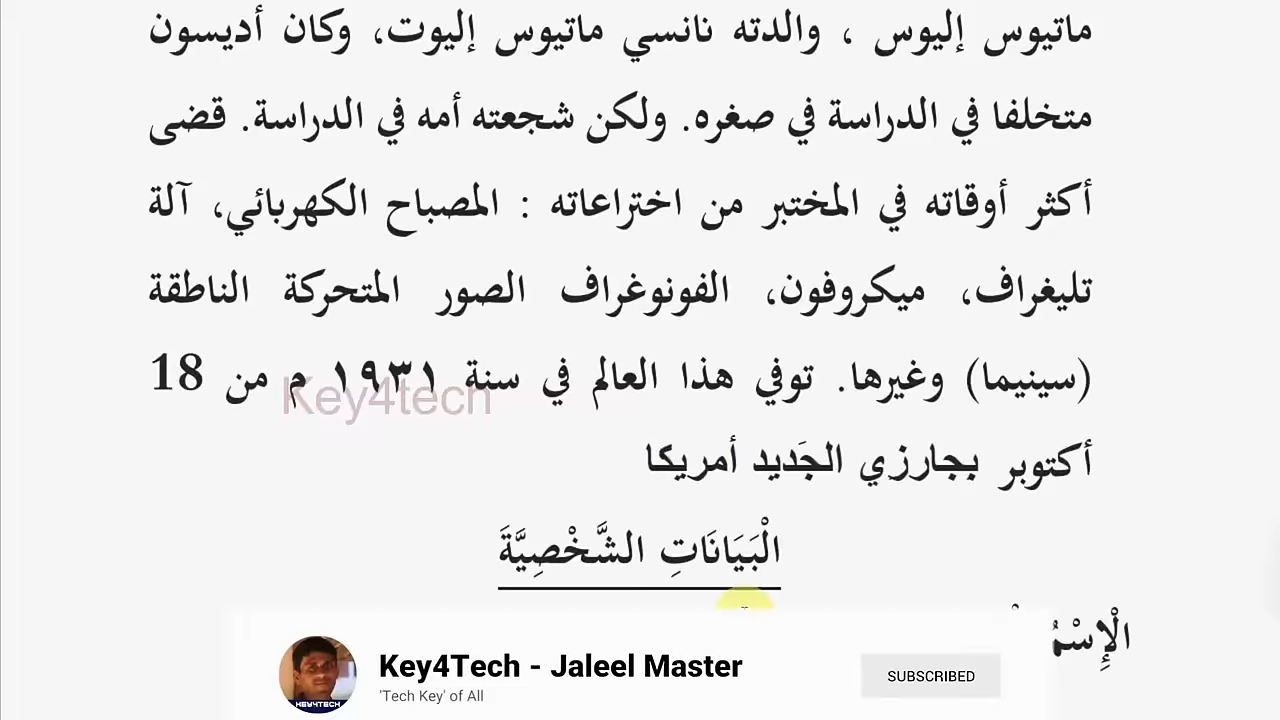 ماتيوس إليوس ، والدته نانسي ماتيوس إليوت، وكان أديسون
متخلفا في الدراسة في صغره. ولكن شجعته أمه في الدراسة. قضى
أكثر أوقاته في المختبر من اختراعاته : المصباح الكهربائي، آلة
تليغراف، ميكروفون، الفونوغراف الصور المتحركة الناطقة
(سينيما) وغيرها. توفي هذا العالم في سنة ١٩٣١ م من 18
Key4tech
أكتوبر بجارزي الجَديد أمريكا
الْبَيَانَاتِ الشَّخْصِيَّةَ
الْإِسْمُ
Key4Tech - Jaleel Master
'Tech Key' of All
SUBSCRIBED
KEY4TECH